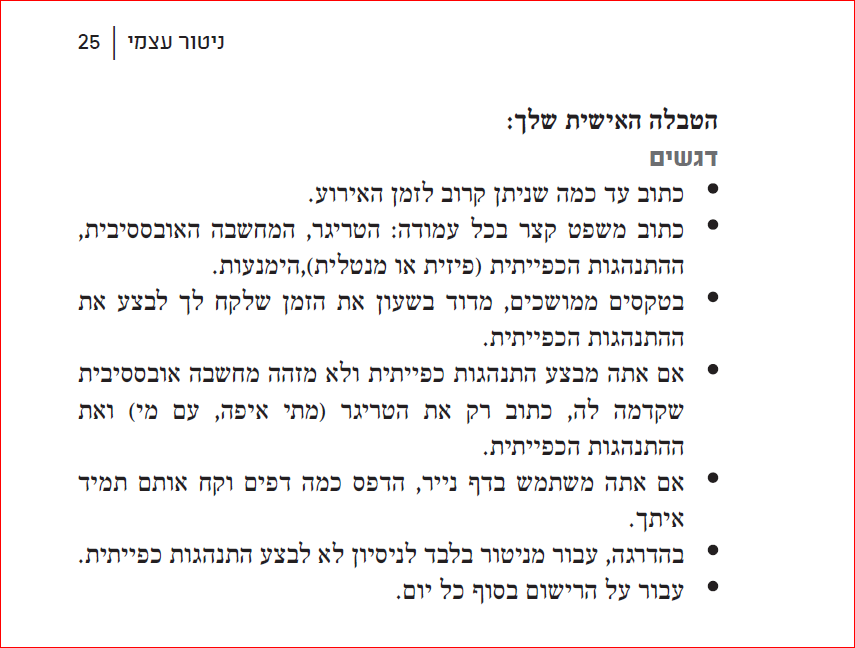 ניטור עצמי | 25
הטבלה האישית שלך:
דגשים
• כתוב עד כמה שניתן קרוב לזמן האירוע.
• כתוב משפט קצר בכל עמודה: הטריגר, המחשבה האובססיבית,
ההתנהגות הכפייתית (פיזית או מנטלית),הימנעות.
• בטקסים ממושכים, מדוד בשעון את הזמן שלקח לך לבצע את
ההתנהגות הכפייתית.
• אם אתה מבצע התנהגות כפייתית ולא מזהה מחשבה אובססיבית
שקדמה לה, כתוב רק את הטריגר (מתי איפה, עם מי) ואת
ההתנהגות הכפייתית.
• אם אתה משתמש בדף נייר, הדפס כמה דפים וקח אותם תמיד
איתך.
• בהדרגה, עבור מניטור בלבד לניסיון לא לבצע התנהגות כפייתית.
• עבור על הרישום בסוף כל יום.